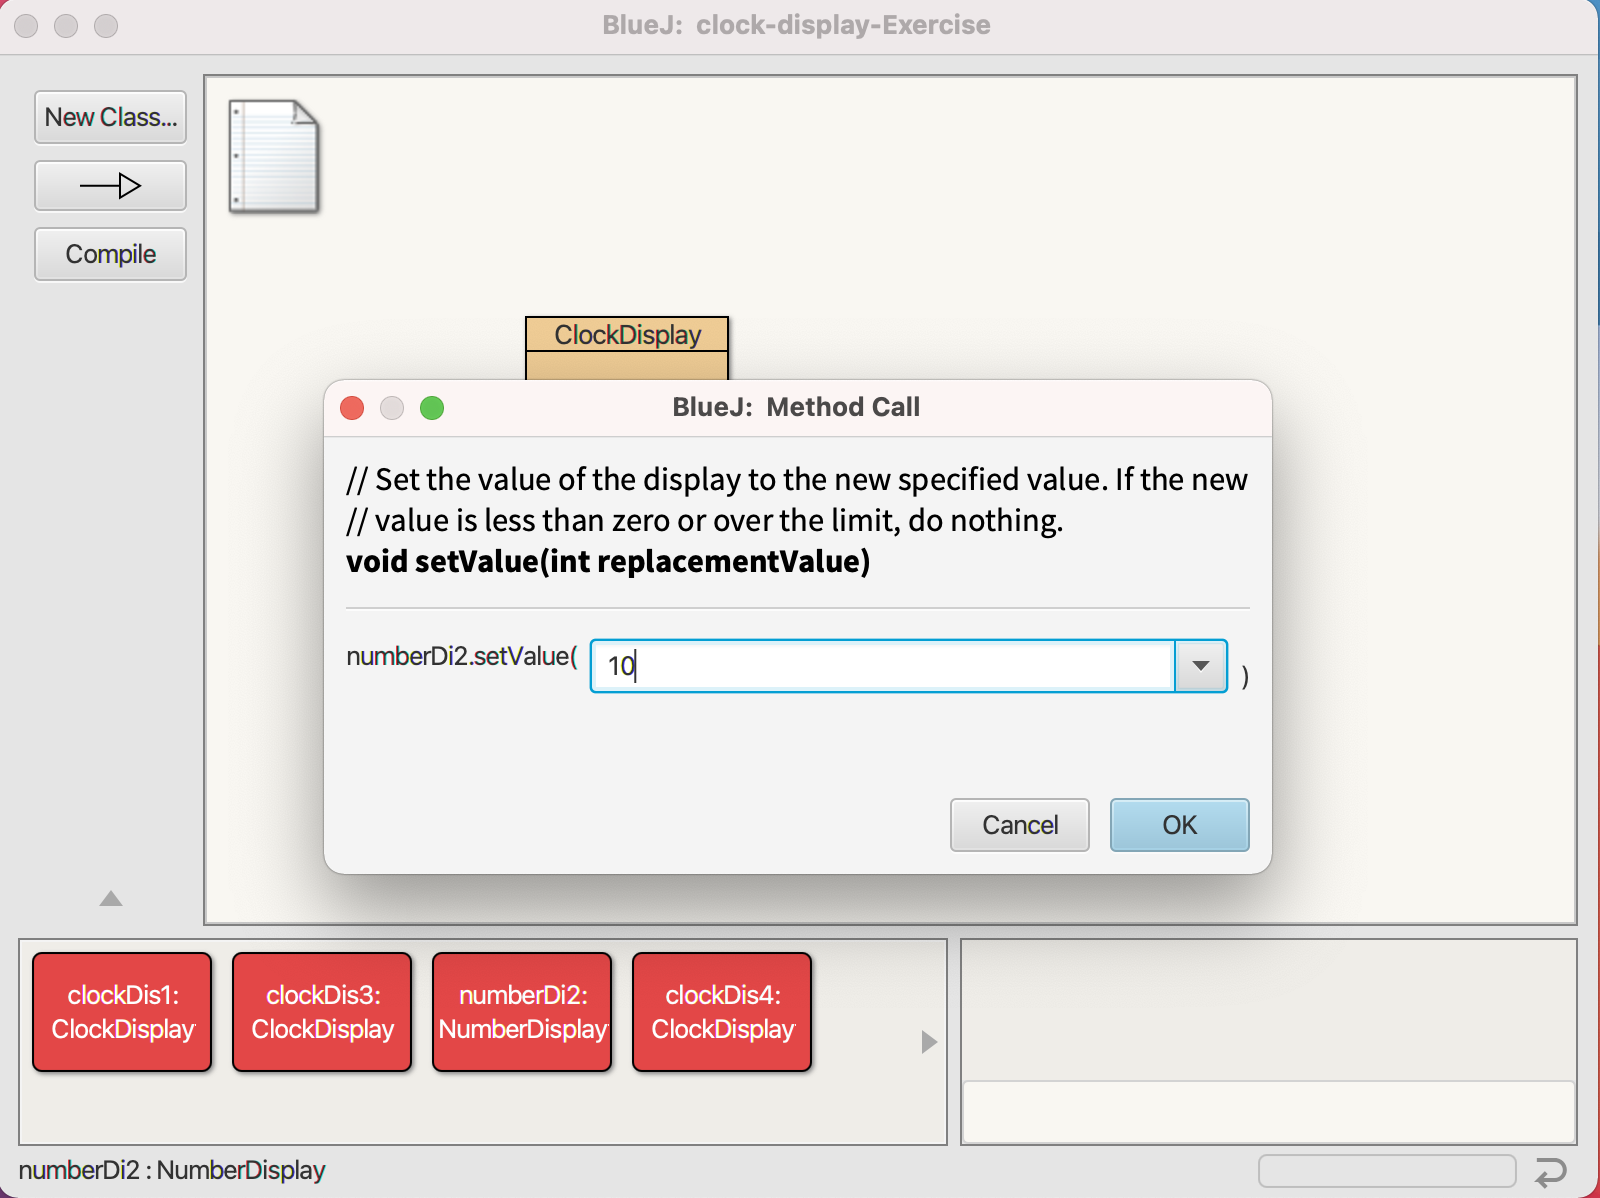 BlueJ:  clock-display-Exercise
New Class...
Compile
ClockDisplay
BlueJ:  Method Call
// Set the value of the display to the new specified value. If the new
// value is less than zero or over the limit, do nothing.
void setValue(int replacementValue)
numberDi2.setValue( 10 )
Cancel
OK
clockDis1:
ClockDisplay
clockDis3:
ClockDisplay
numberDi2:
NumberDisplay
clockDis4:
ClockDisplay
numberDi2 : NumberDisplay